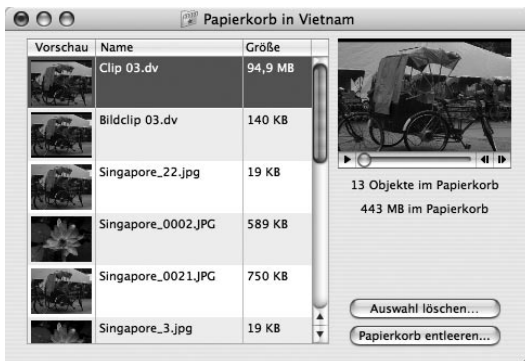 Papierkorb in Vietnam
Vorschau Name Größe
Clip 03.dv 94,9 MB
Bildclip 03.dv 140 KB
Singapore_22.jpg 19 KB
Singapore_0002.JPG 589 KB
Singapore_0021.JPG 750 KB
Singapore_3.jpg 19 KB
13 Objekte im Papierkorb
443 MB im Papierkorb
Auswahl löschen...
Papierkorb entleeren...